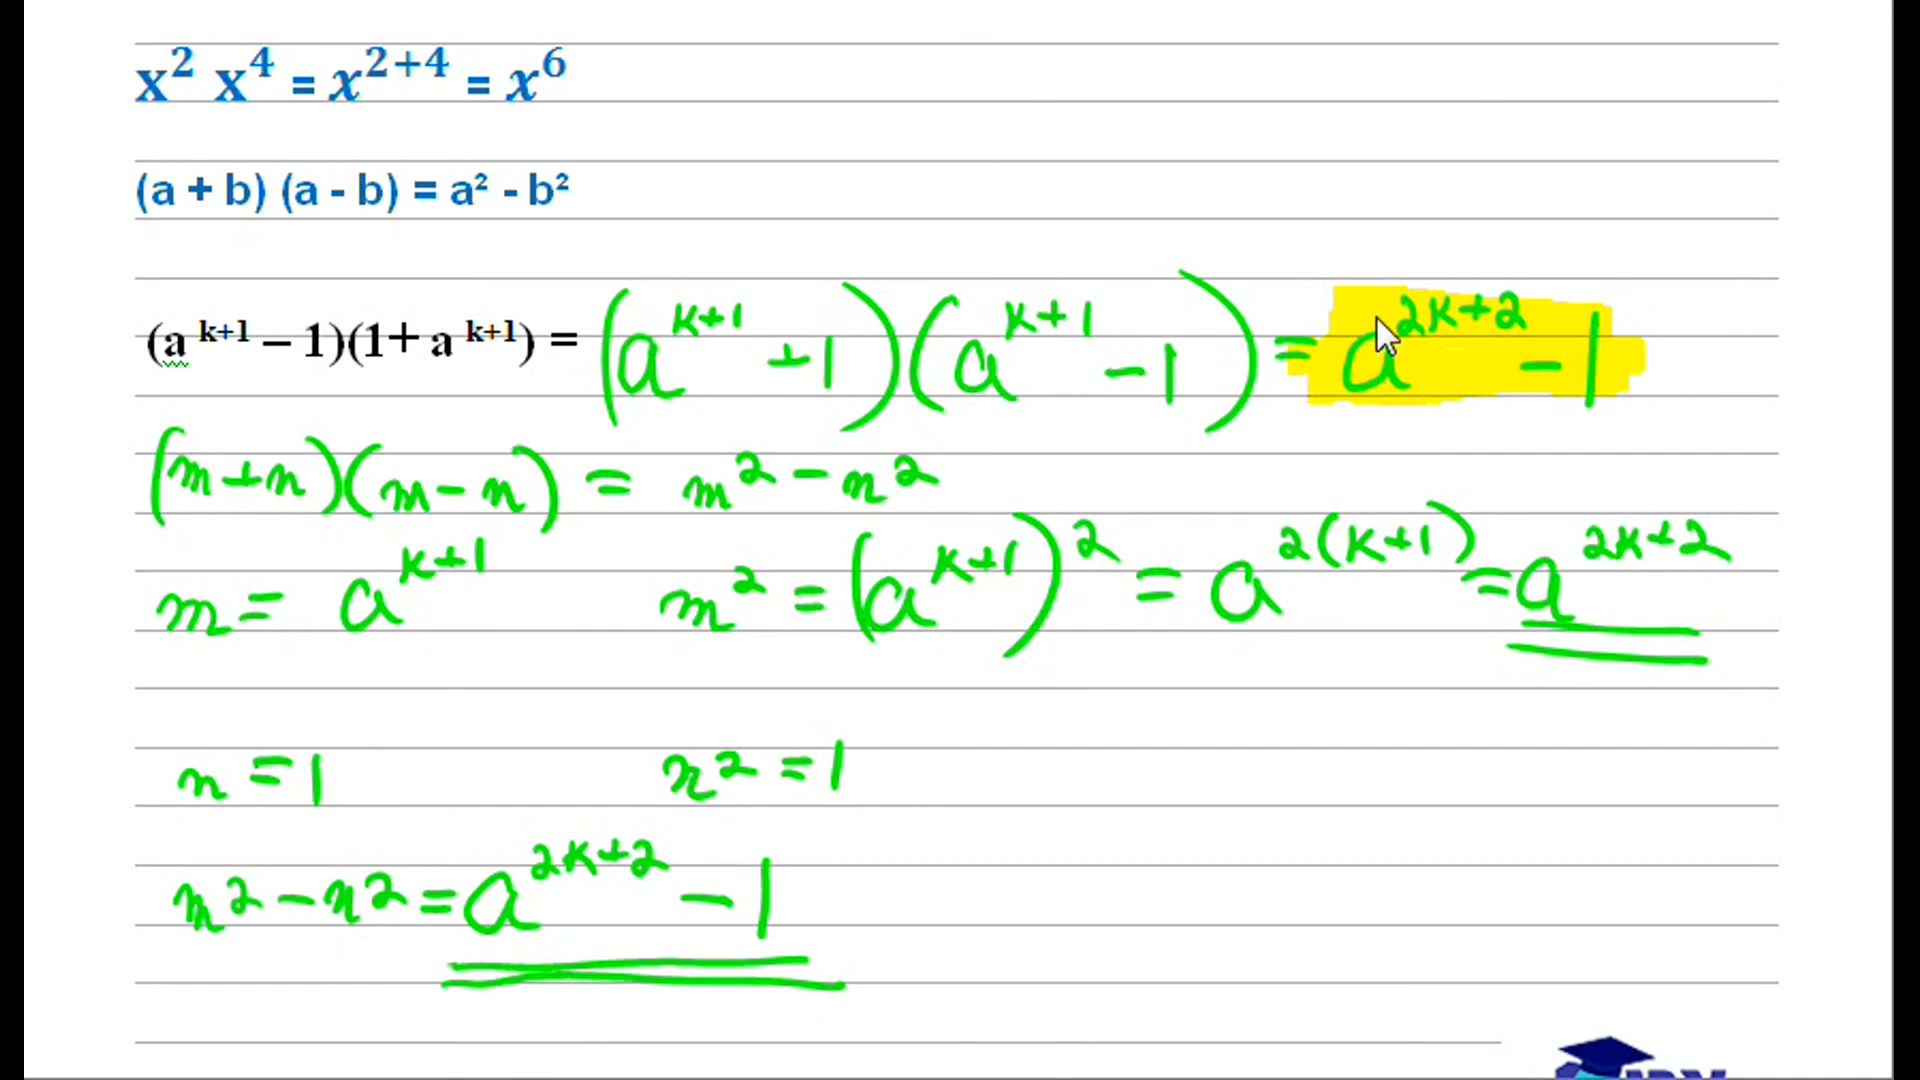 x² x⁴ = x²⁺⁴ = x⁶
(a + b) (a - b) = a² - b²
(a ᵏ⁺¹ – 1)(1+ a ᵏ⁺¹) = (aᵏ⁺¹ +1)(aᵏ⁺¹ -1) = a²ᵏ⁺² -1
(m+n)(m-n) = m² - n²
m = aᵏ⁺¹ m² = (aᵏ⁺¹)² = a²⁽ᵏ⁺¹⁾ = a²ᵏ⁺²
n = 1 n² = 1
m² - n² = a²ᵏ⁺² - 1